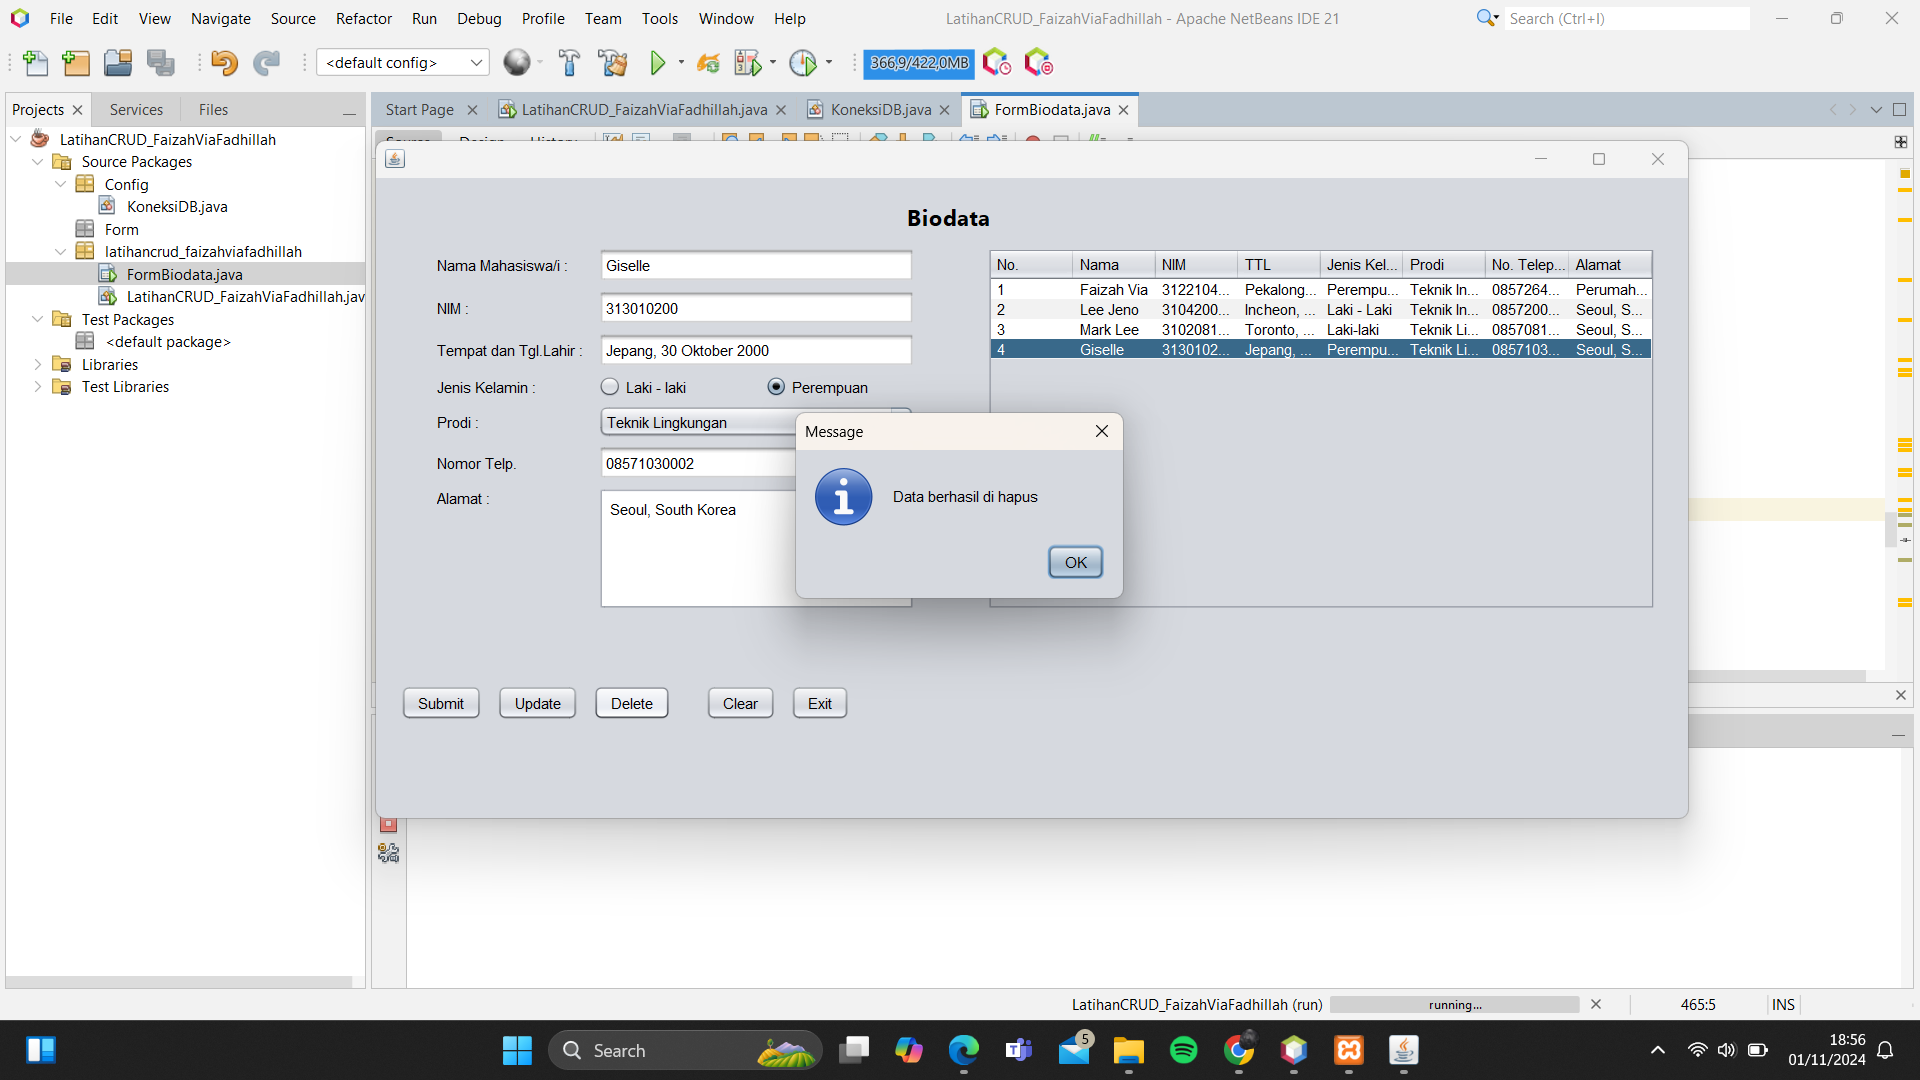 File Edit View Navigate Source Refactor Run Debug Profile Team Tools Window Help
LatihanCRUD_FaizahViaFadhillah - Apache NetBeans IDE 21
Search (Ctrl+I)
<default config>
366,9/422,0MB
Projects Services Files
Start Page LatihanCRUD_FaizahViaFadhillah.java KoneksiDB.java FormBiodata.java
LatihanCRUD_FaizahViaFadhillah
Source Packages
Config
KoneksiDB.java
Form
latihancrud_faizahviafadhillah
FormBiodata.java
LatihanCRUD_FaizahViaFadhillah.jav
Test Packages
<default package>
Libraries
Test Libraries
Biodata
Nama Mahasiswa/i : Giselle
NIM : 313010200
Tempat dan Tgl.Lahir : Jepang, 30 Oktober 2000
Jenis Kelamin : Laki - laki Perempuan
Prodi : Teknik Lingkungan
Nomor Telp. 08571030002
Alamat : Seoul, South Korea
No. Nama NIM TTL Jenis Kel... Prodi No. Telep... Alamat
1 Faizah Via 3122104... Pekalong... Perempu... Teknik In... 0857264... Perumah...
2 Lee Jeno 3104200... Incheon, ... Laki - Laki Teknik In... 0857200... Seoul, S...
3 Mark Lee 3102081... Toronto, ... Laki-laki Teknik Li... 0857081... Seoul, S...
4 Giselle 3130102... Jepang, ... Perempu... Teknik Li... 0857103... Seoul, S...
Message
Data berhasil di hapus
OK
Submit Update Delete Clear Exit
LatihanCRUD_FaizahViaFadhillah (run) running... 465:5 INS
Search
5
18:56
01/11/2024